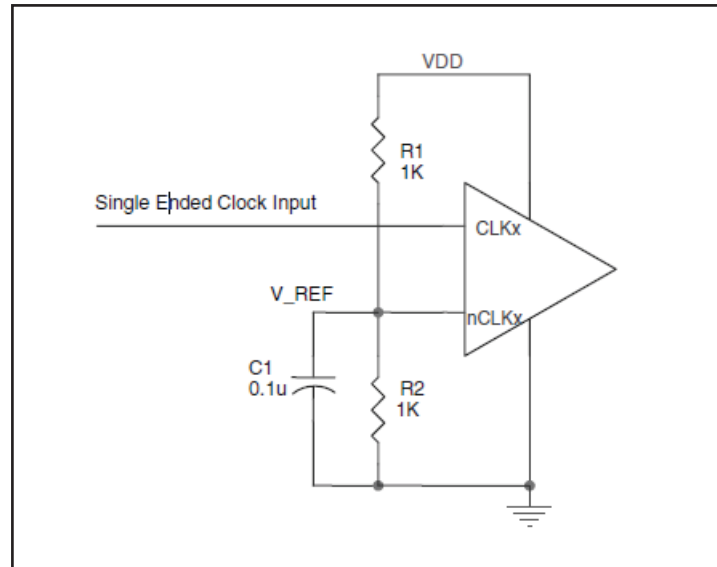 VDD
R1
1K
Single Ended Clock Input
CLKx
V_REF
nCLKx
C1
0.1u
R2
1K